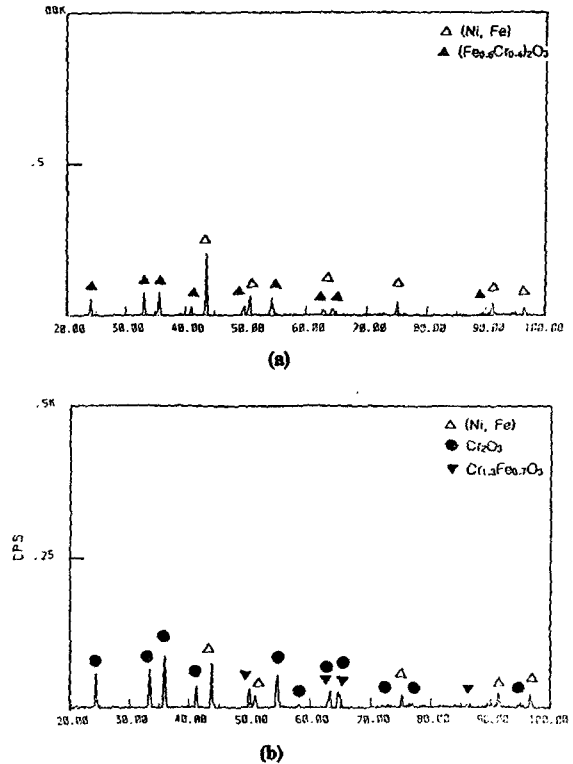 △ (Ni, Fe)
▲ (Fe₀.₆Cr₀.₄)₂O₃
.5
20.00 30.00 40.00 50.00 60.00 70.00 80.00 90.00 100.00
(a)
.5K
△ (Ni, Fe)
● Cr₂O₃
▼ Cr₁.₃Fe₀.₇O₃
CPS
.25
20.00 30.00 40.00 50.00 60.00 70.00 80.00 90.00 100.00
(b)